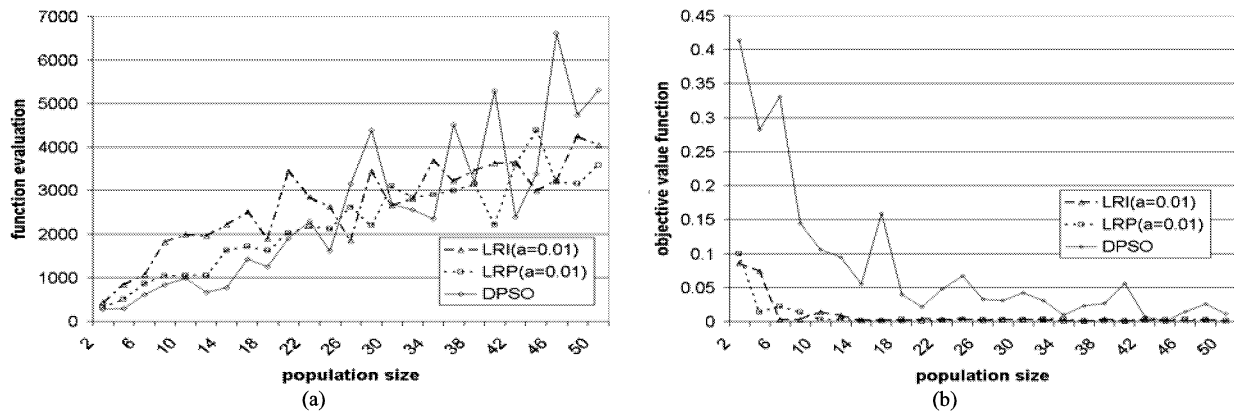 7000
6000
5000
4000
3000
2000
1000
0
function evaluation
LRI(a=0.01)
LRP(a=0.01)
DPSO
2 6 10 14 18 22 26 30 34 38 42 46 50
population size
(a)
0.45
0.4
0.35
0.3
0.25
0.2
0.15
0.1
0.05
0
objective value function
LRI(a=0.01)
LRP(a=0.01)
DPSO
2 6 10 14 18 22 26 30 34 38 42 46 50
population size
(b)